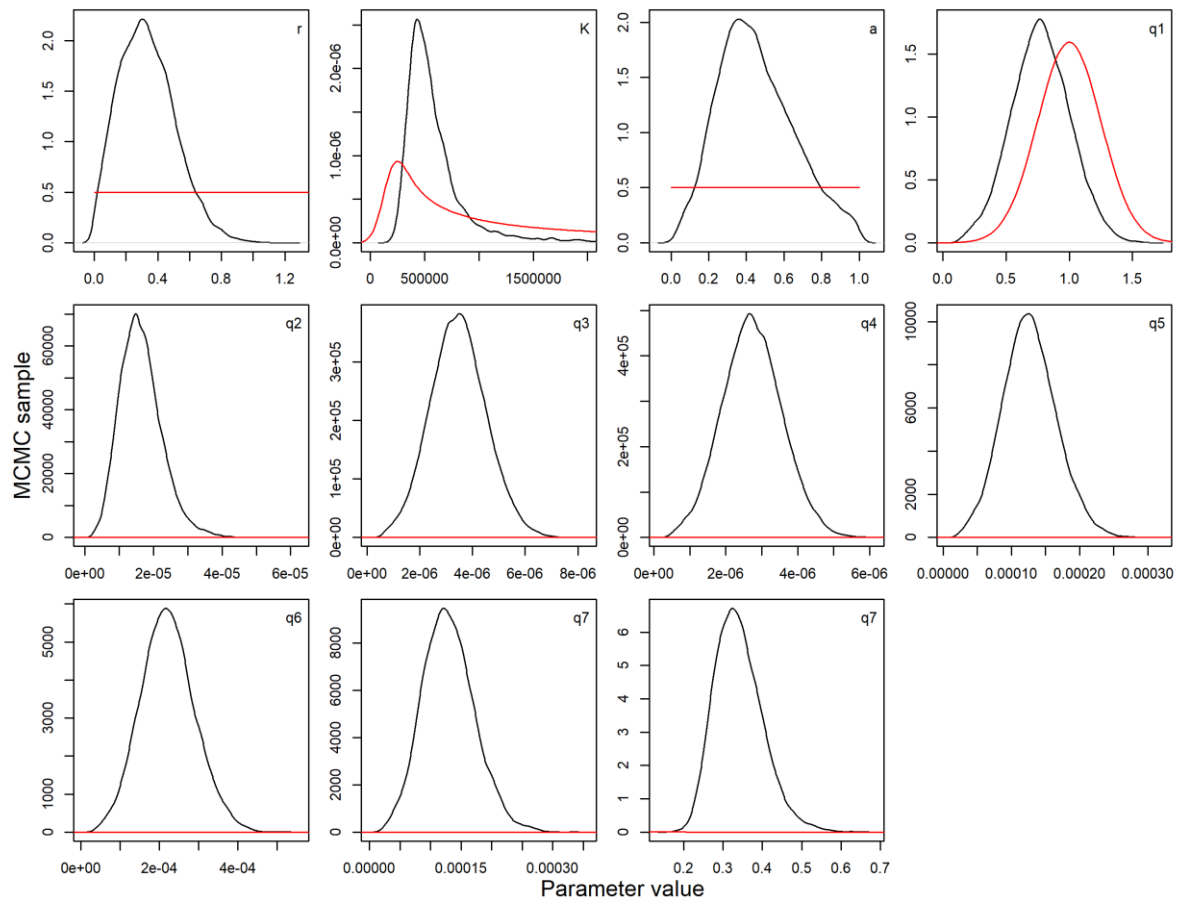 r
0.0 0.5 1.0 1.5 2.0
0.0 0.4 0.8 1.2
K
0.0e+00 1.0e-06 2.0e-06
0 500000 1500000
a
0.0 0.5 1.0 1.5 2.0
0.0 0.2 0.4 0.6 0.8 1.0
q1
0.0 0.5 1.0 1.5
0.0 0.5 1.0 1.5
MCMC sample
q2
0 20000 40000 60000
0e+00 2e-05 4e-05 6e-05
q3
0e+00 1e+05 2e+05 3e+05
0e+00 2e-06 4e-06 6e-06 8e-06
q4
0e+00 2e+05 4e+05
0e+00 2e-06 4e-06 6e-06
q5
0 2000 6000 10000
0.00000 0.00010 0.00020 0.00030
q6
0 1000 3000 5000
0e+00 2e-04 4e-04
q7
0 2000 4000 6000 8000
0.00000 0.00015 0.00030
q7
0 1 2 3 4 5 6
0.2 0.3 0.4 0.5 0.6 0.7
Parameter value